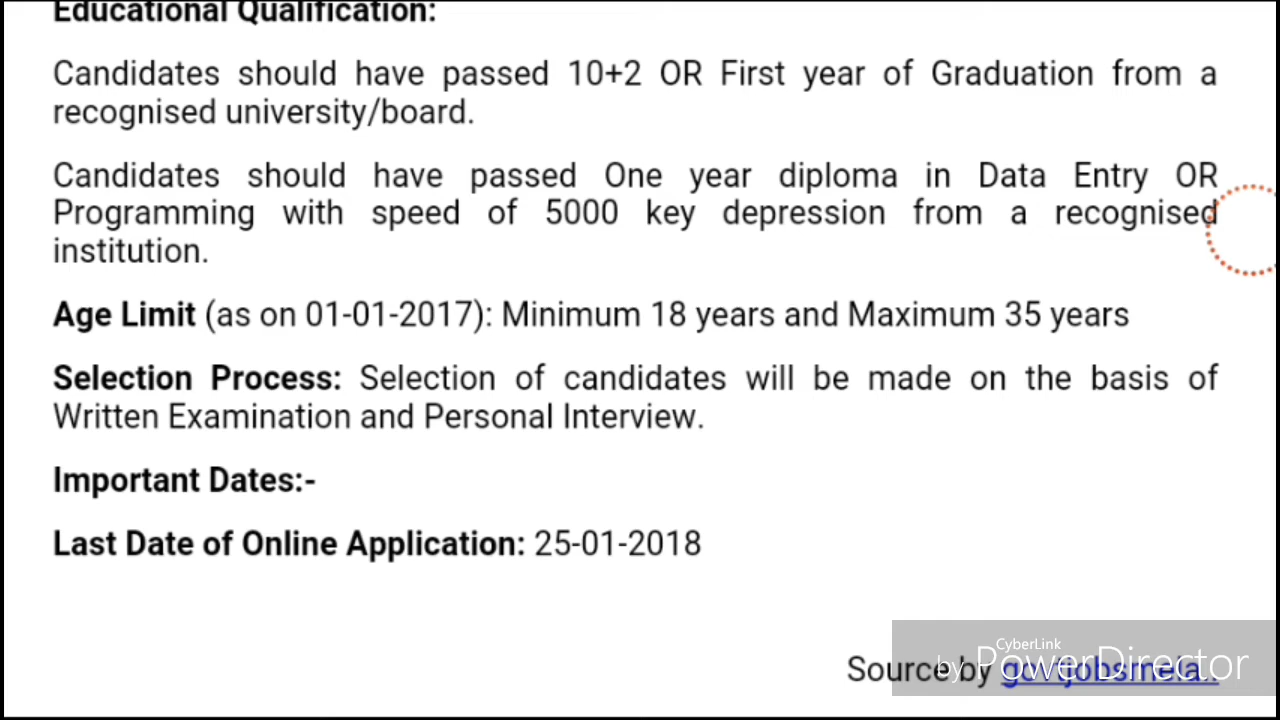 Educational Qualification:
Candidates should have passed 10+2 OR First year of Graduation from a
recognised university/board.
Candidates should have passed One year diploma in Data Entry OR
Programming with speed of 5000 key depression from a recognised
institution.
Age Limit (as on 01-01-2017): Minimum 18 years and Maximum 35 years
Selection Process: Selection of candidates will be made on the basis of
Written Examination and Personal Interview.
Important Dates:-
Last Date of Online Application: 25-01-2018
Source by
CyberLink
by PowerDirector